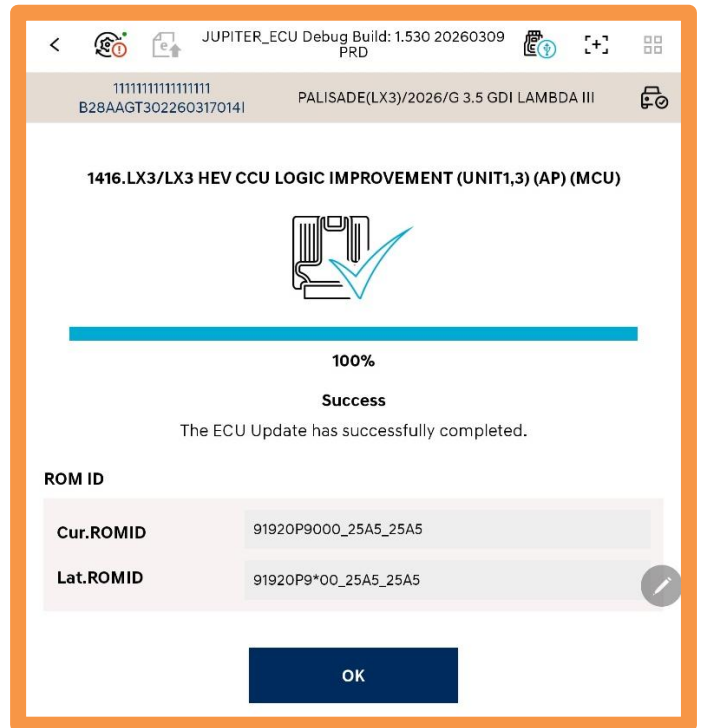 JUPITER_ECU Debug Build: 1.530 20260309
PRD
[+]
1111111111111111
B28AAGT302260317014I
PALISADE(LX3)/2026/G 3.5 GDI LAMBDA III
1416.LX3/LX3 HEV CCU LOGIC IMPROVEMENT (UNIT1,3) (AP) (MCU)
100%
Success
The ECU Update has successfully completed.
ROM ID
Cur.ROMID 91920P9000_25A5_25A5
Lat.ROMID 91920P9*00_25A5_25A5
OK